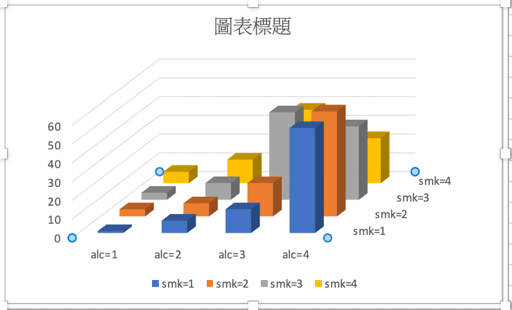 圖表標題
60
50
40
30
20
10
0
smk=4
smk=3
smk=2
smk=1
alc=1 alc=2 alc=3 alc=4
smk=1 smk=2 smk=3 smk=4